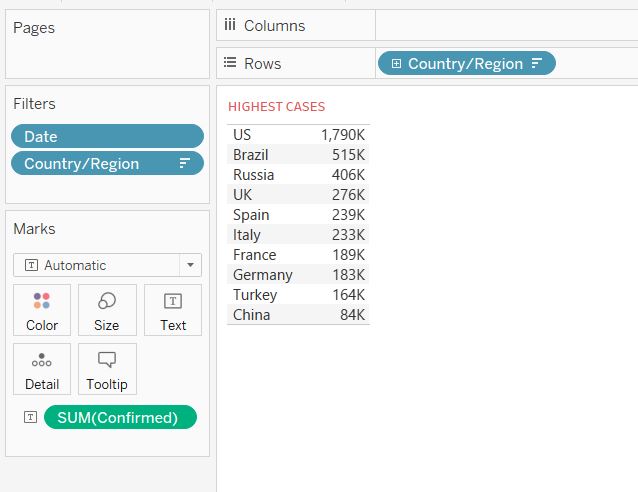 Pages
Columns
Rows
Country/Region
Filters
Date
Country/Region
Marks
Automatic
Color
Size
Text
Detail
Tooltip
SUM(Confirmed)
HIGHEST CASES
US 1,790K
Brazil 515K
Russia 406K
UK 276K
Spain 239K
Italy 233K
France 189K
Germany 183K
Turkey 164K
China 84K